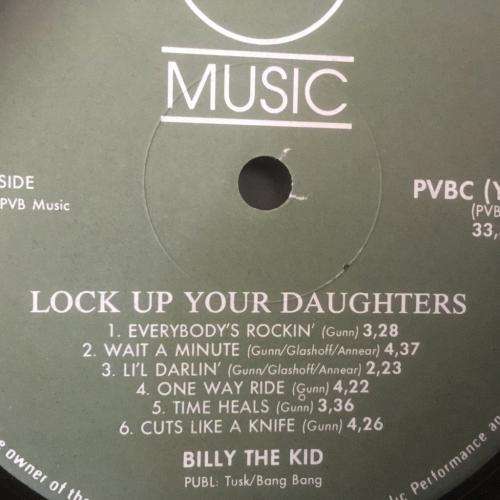 MUSIC
SIDE
PVB Music
PVBC (Y
(PVB
33,
LOCK UP YOUR DAUGHTERS
1. EVERYBODY'S ROCKIN' (Gunn) 3,28
2. WAIT A MINUTE (Gunn/Glashoff/Annear) 4,37
3. LI'L DARLIN' (Gunn/Glashoff/Annear) 2,23
4. ONE WAY RIDE (Gunn) 4,22
5. TIME HEALS (Gunn) 3,36
6. CUTS LIKE A KNIFE (Gunn) 4,26
BILLY THE KID
PUBL: Tusk/Bang Bang
owner of the
Performance and